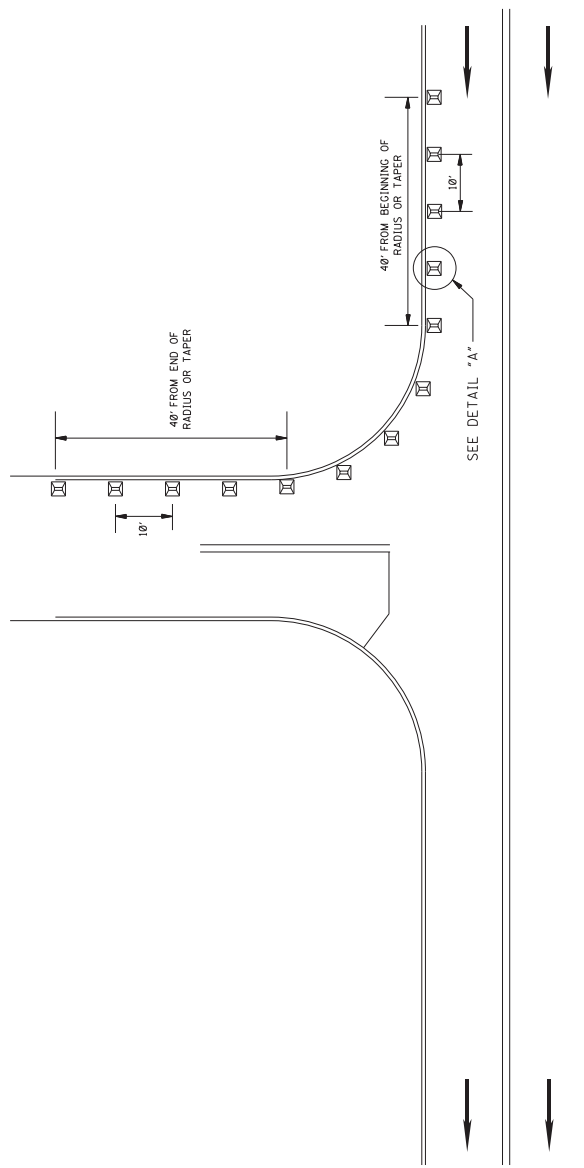 40' FROM BEGINNING OF
RADIUS OR TAPER
10'
SEE DETAIL "A"
40' FROM END OF
RADIUS OR TAPER
10'